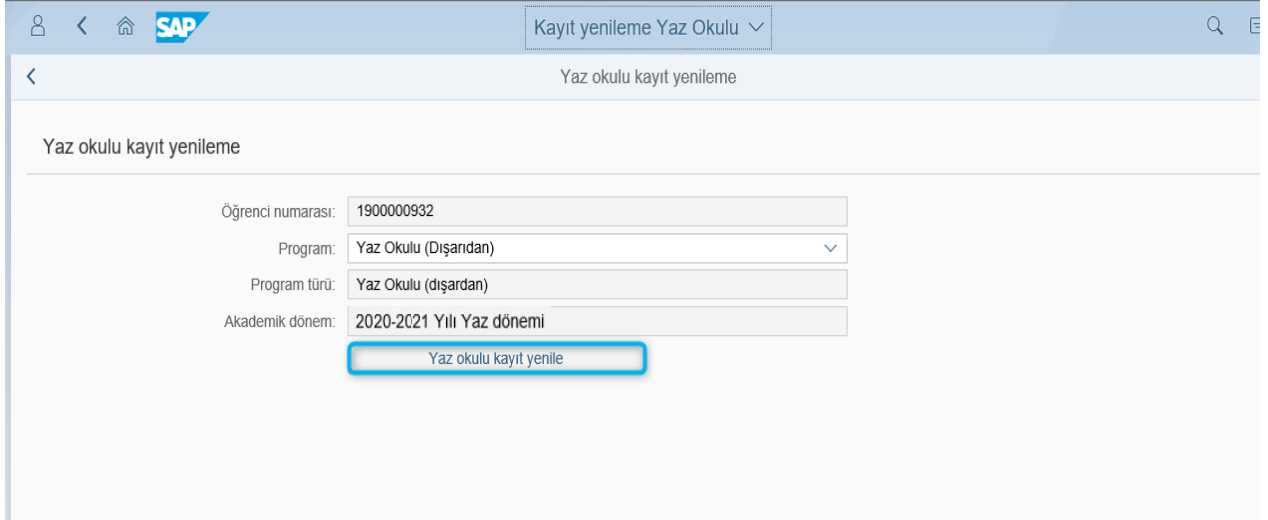 SAP
Kayıt yenileme Yaz Okulu
Yaz okulu kayıt yenileme
Yaz okulu kayıt yenileme
Öğrenci numarası: 1900000932
Program: Yaz Okulu (Dışarıdan)
Program türü: Yaz Okulu (dışardan)
Akademik dönem: 2020-2021 Yılı Yaz dönemi
Yaz okulu kayıt yenile